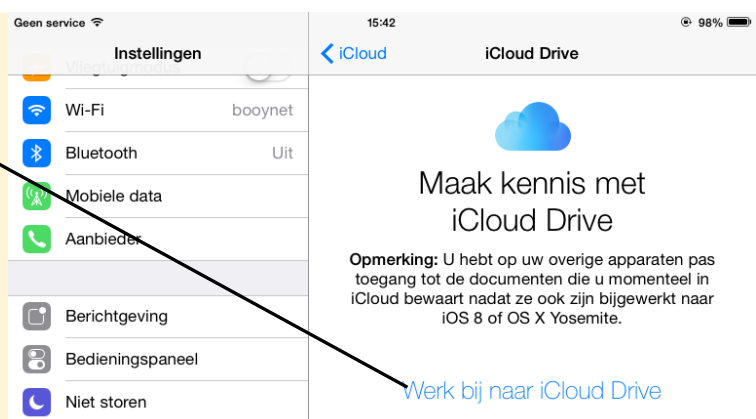 Geen service 15:42 98%
Instellingen
Vliegtuigmodus
Wi-Fi booynet
Bluetooth Uit
Mobiele data
Aanbieder
Berichtgeving
Bedieningspaneel
Niet storen
iCloud iCloud Drive
Maak kennis met
iCloud Drive
Opmerking: U hebt op uw overige apparaten pas
toegang tot de documenten die u momenteel in
iCloud bewaart nadat ze ook zijn bijgewerkt naar
iOS 8 of OS X Yosemite.
Werk bij naar iCloud Drive